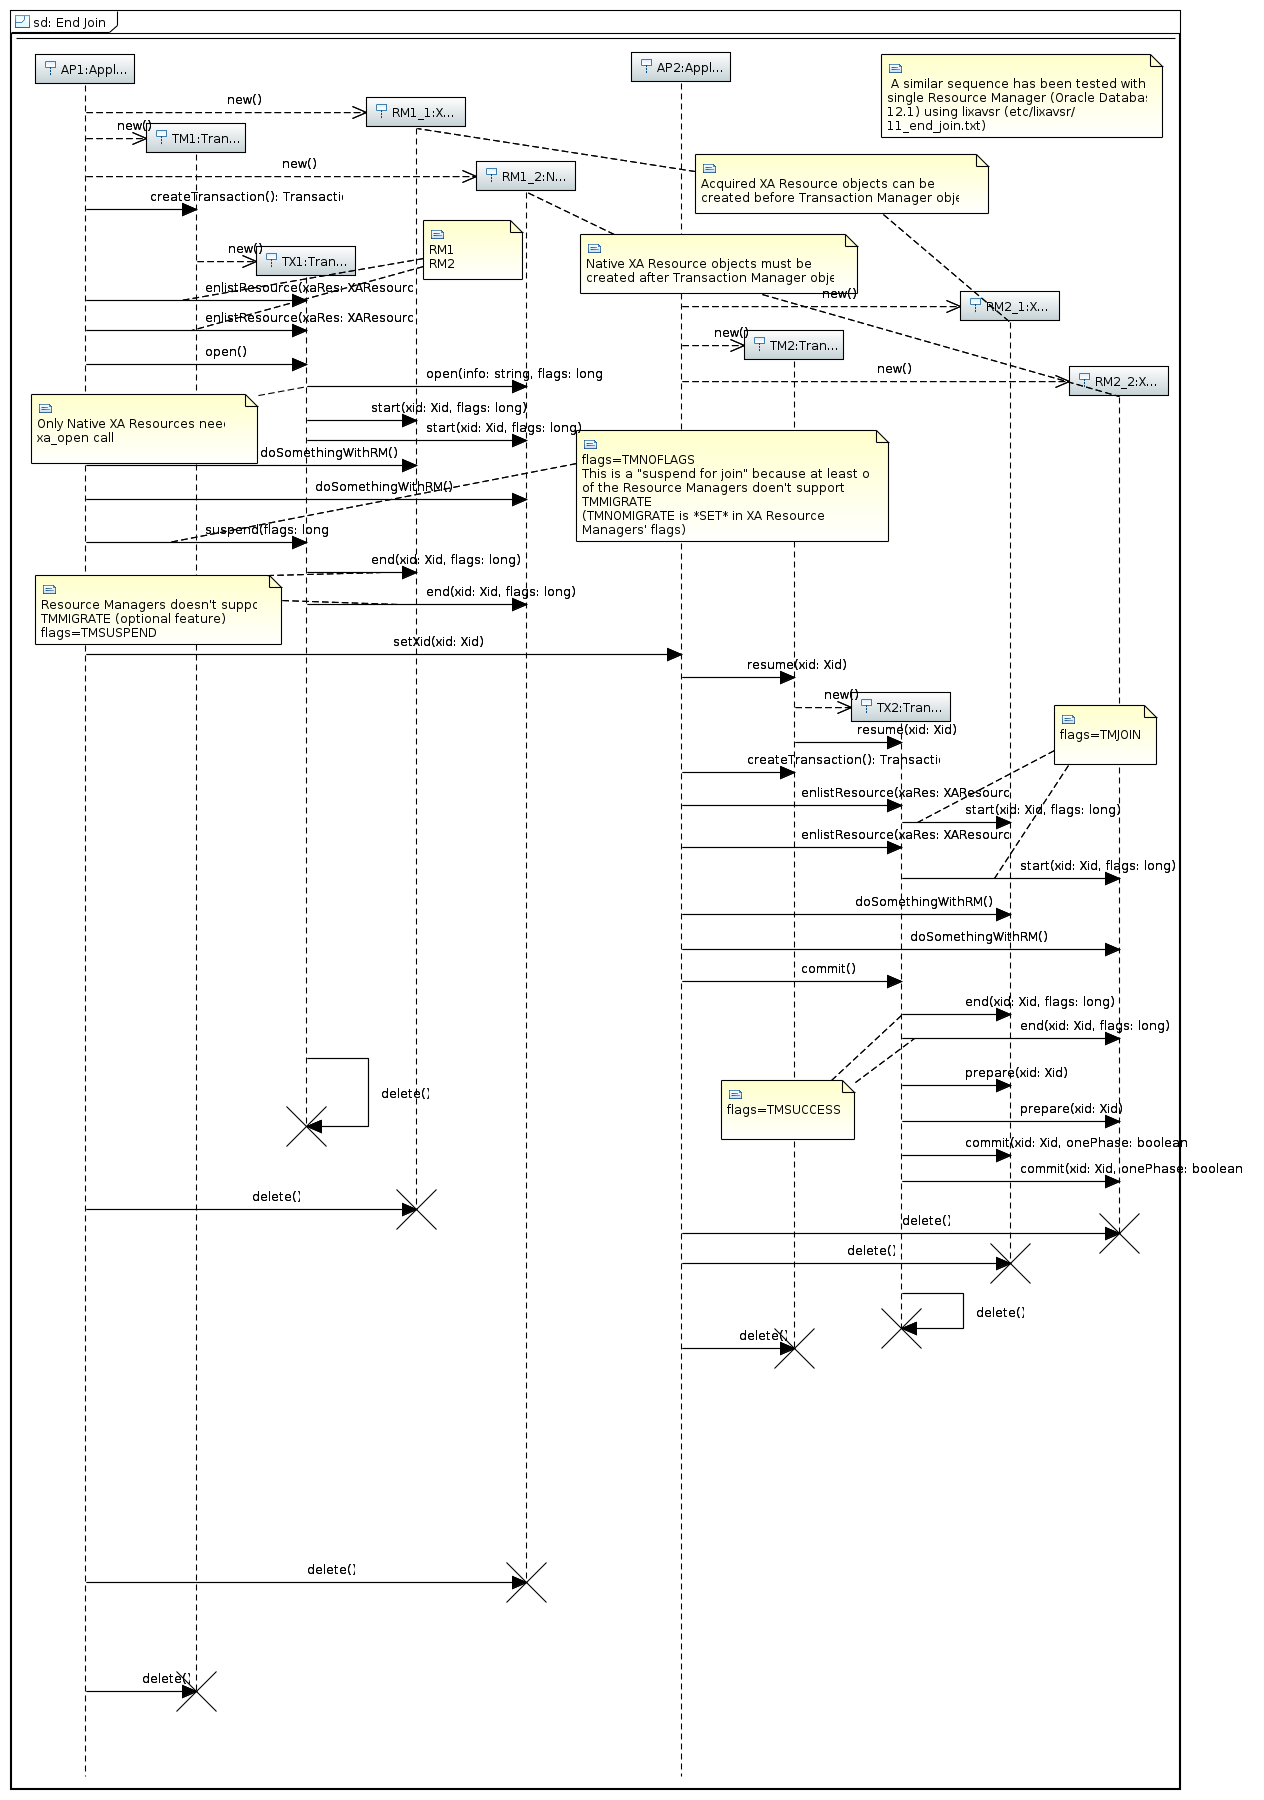 sd: End Join
AP1:Appl...
AP2:Appl...
A similar sequence has been tested with
single Resource Manager (Oracle Databa
12.1) using lixavsr (etc/lixavsr/
11_end_join.txt)
new()
RM1_1:X...
new()
TM1:Tran...
new()
RM1_2:N...
Acquired XA Resource objects can be
created before Transaction Manager obje
createTransaction(): Transacti
RM1
RM2
new()
TX1:Tran...
Native XA Resource objects must be
created after Transaction Manager obje
enlistResource(xaRes: XAResourc
new()
RM2_1:X...
enlistResource(xaRes: XAResourc
new()
TM2:Tran...
open()
open(info: string, flags: long
new()
RM2_2:X...
Only Native XA Resources need
xa_open call
start(xid: Xid, flags: long)
start(xid: Xid, flags: long)
doSomethingWithRM()
flags=TMNOFLAGS
This is a "suspend for join" because at least o
of the Resource Managers doen't support
TMMIGRATE
(TMNOMIGRATE is *SET* in XA Resource
Managers' flags)
doSomethingWithRM()
suspend(flags: long
end(xid: Xid, flags: long)
end(xid: Xid, flags: long)
Resource Managers doesn't suppo
TMMIGRATE (optional feature)
flags=TMSUSPEND
setXid(xid: Xid)
resume(xid: Xid)
new()
TX2:Tran...
resume(xid: Xid)
flags=TMJOIN
createTransaction(): Transacti
enlistResource(xaRes: XAResourc
start(xid: Xid, flags: long)
enlistResource(xaRes: XAResourc
start(xid: Xid, flags: long)
doSomethingWithRM()
doSomethingWithRM()
commit()
end(xid: Xid, flags: long)
end(xid: Xid, flags: long)
prepare(xid: Xid)
delete()
flags=TMSUCCESS
prepare(xid: Xid)
commit(xid: Xid, onePhase: boolean
commit(xid: Xid, onePhase: boolean
delete()
delete()
delete()
delete()
delete()
delete()
delete()